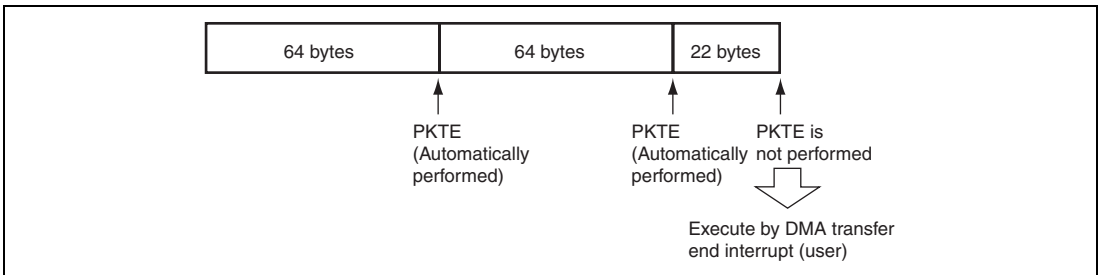 64 bytes
64 bytes
22 bytes
PKTE
(Automatically
performed)
PKTE
(Automatically
performed)
PKTE is
not performed
Execute by DMA transfer
end interrupt (user)